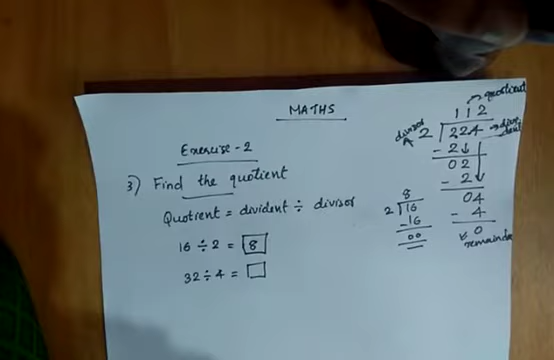 MATHS
Exercise - 2
3) Find the quotient
Quotient = divident ÷ divisor
16 ÷ 2 = 8
32 ÷ 4 =
8
2 16
-16
00
quotient
112
divisor 2 224
- 2
02
- 2
04
- 4
0
remainder